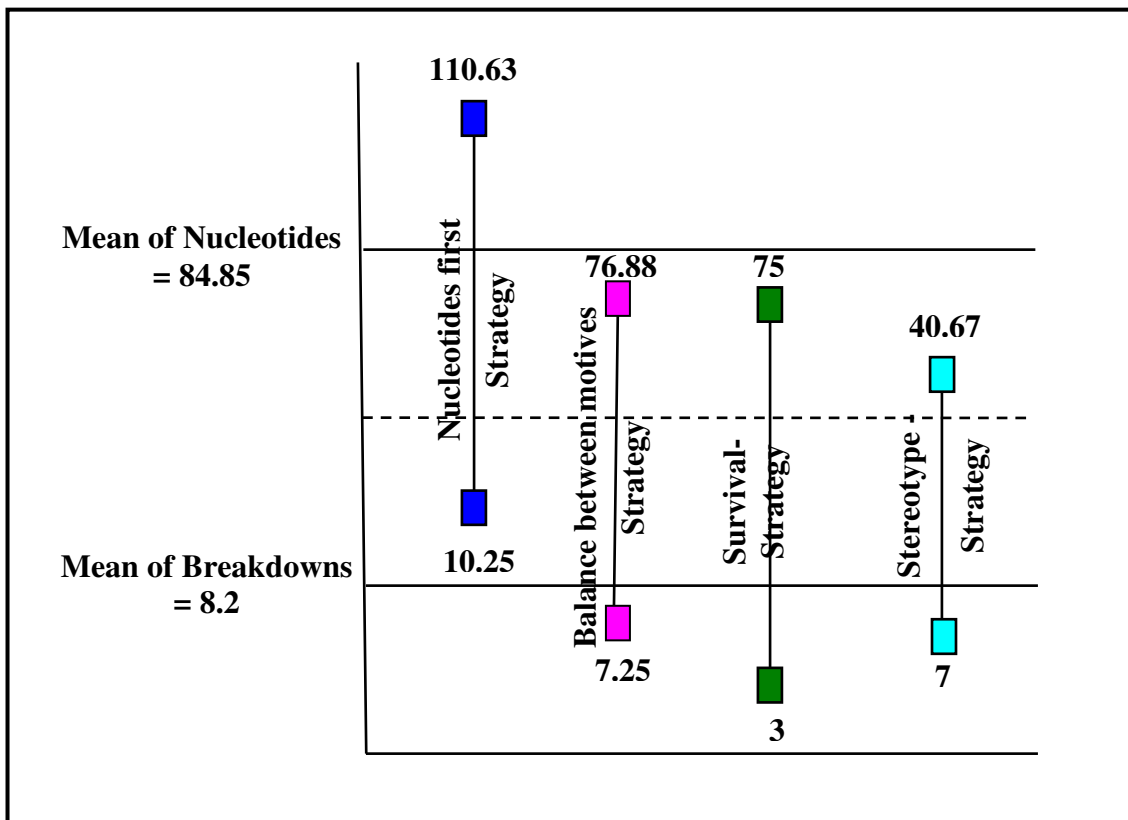 110.63
Mean of Nucleotides
= 84.85
76.88
75
40.67
Nucleotides first
Strategy
Balance between motives
Strategy
Survival-
Strategy
Stereotype -
Strategy
10.25
Mean of Breakdowns
= 8.2
7.25
7
3